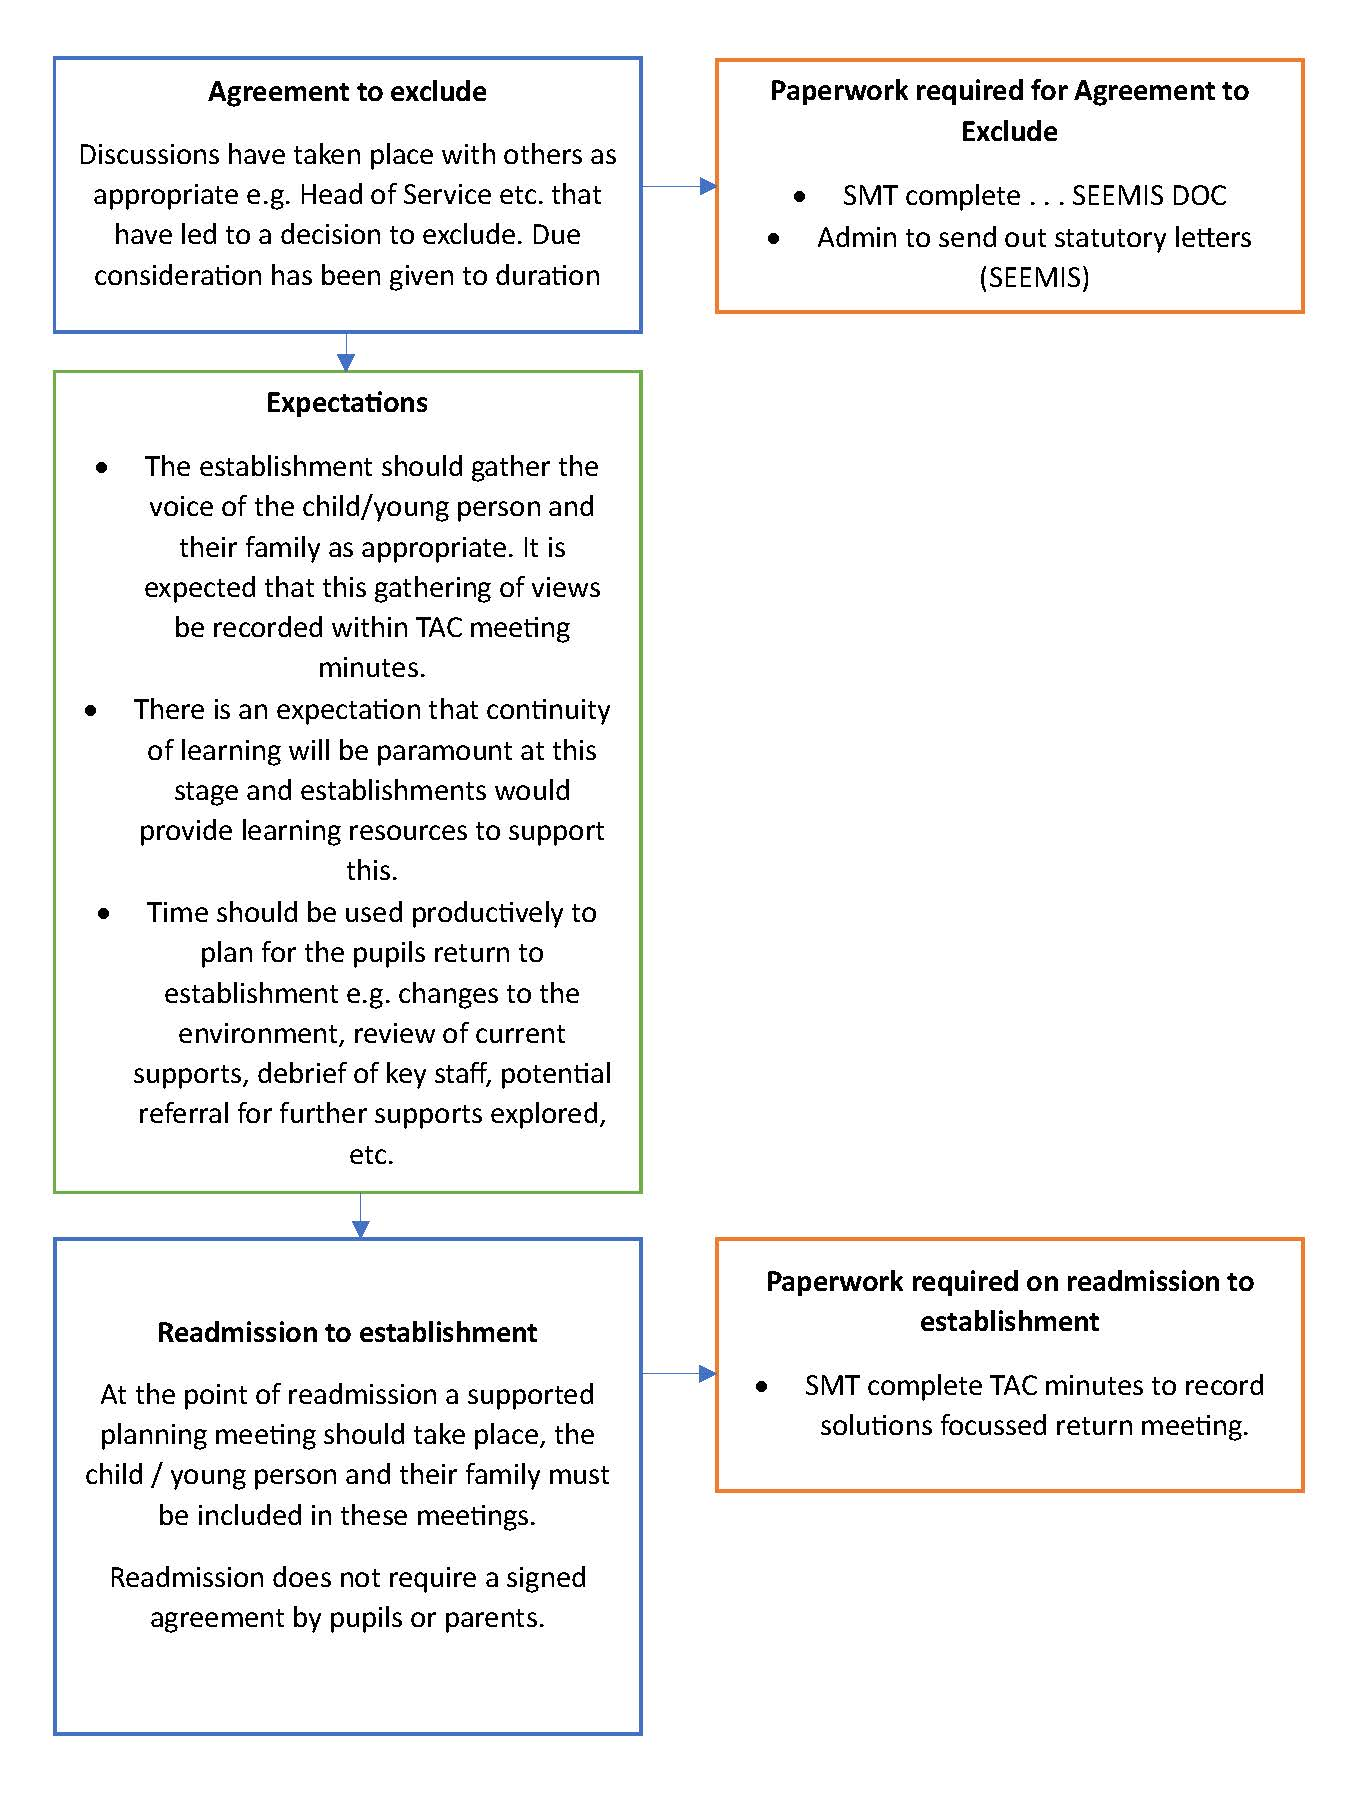 Agreement to exclude
Discussions have taken place with others as
appropriate e.g. Head of Service etc. that
have led to a decision to exclude. Due
consideration has been given to duration
Paperwork required for Agreement to
Exclude
• SMT complete . . . SEEMIS DOC
• Admin to send out statutory letters
(SEEMIS)
Expectations
• The establishment should gather the
voice of the child/young person and
their family as appropriate. It is
expected that this gathering of views
be recorded within TAC meeting
minutes.
• There is an expectation that continuity
of learning will be paramount at this
stage and establishments would
provide learning resources to support
this.
• Time should be used productively to
plan for the pupils return to
establishment e.g. changes to the
environment, review of current
supports, debrief of key staff, potential
referral for further supports explored,
etc.
Readmission to establishment
At the point of readmission a supported
planning meeting should take place, the
child / young person and their family must
be included in these meetings.
Readmission does not require a signed
agreement by pupils or parents.
Paperwork required on readmission to
establishment
• SMT complete TAC minutes to record
solutions focussed return meeting.